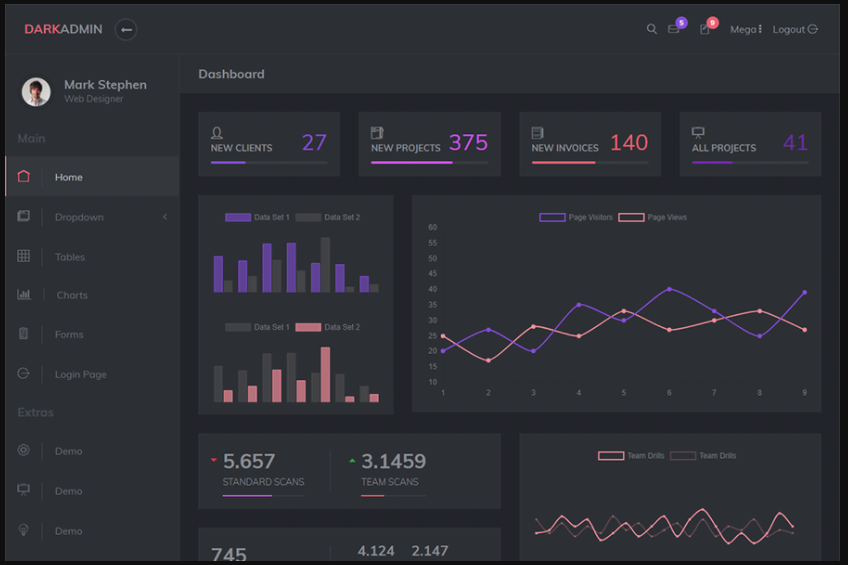 DARKADMIN
5
9
Mega
Logout
Mark Stephen
Web Designer
Main
Home
Dropdown
Tables
Charts
Forms
Login Page
Extras
Demo
Demo
Demo
Dashboard
NEW CLIENTS 27
NEW PROJECTS 375
NEW INVOICES 140
ALL PROJECTS 41
Data Set 1 Data Set 2
Data Set 1 Data Set 2
Page Visitors Page Views
60
55
50
45
40
35
30
25
20
15
10
1 2 3 4 5 6 7 8 9
5.657
STANDARD SCANS
3.1459
TEAM SCANS
745
4.124 2.147
Team Drills Team Drills